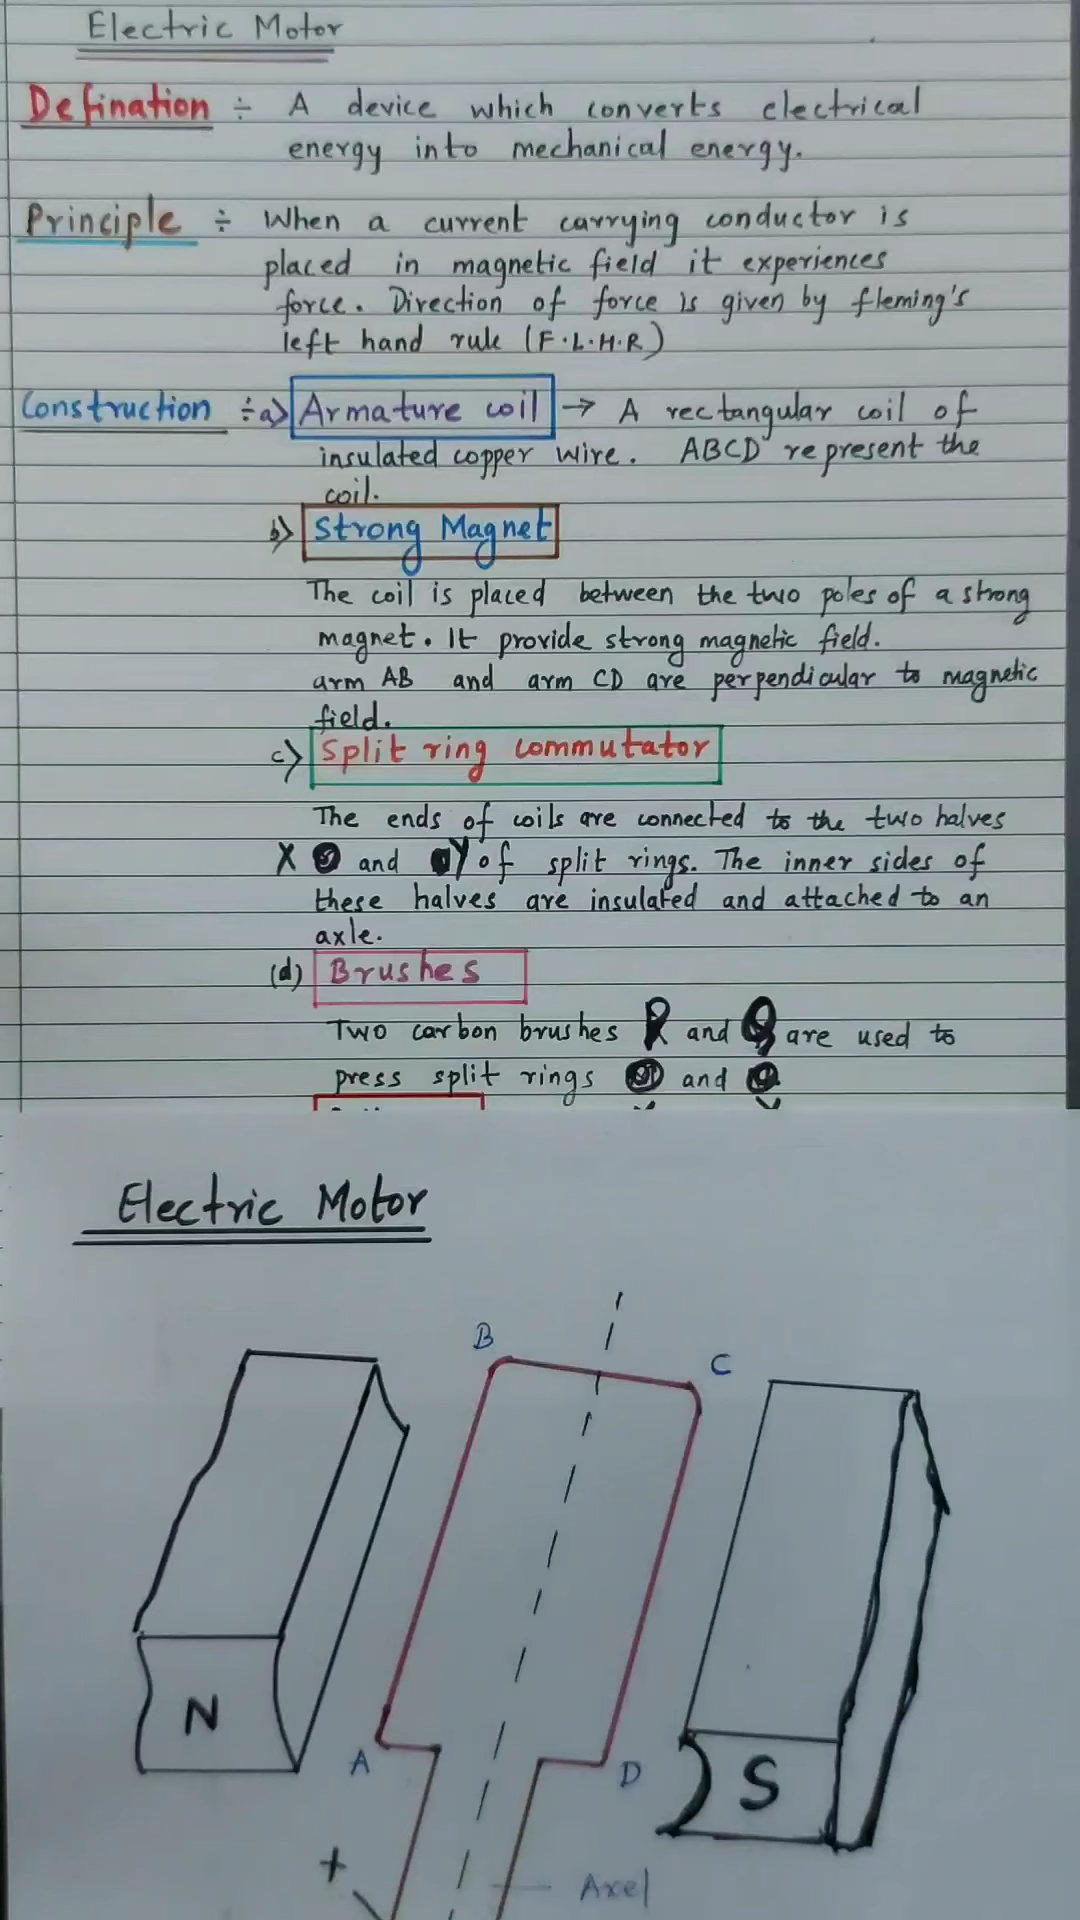 Electric Motor
Defination ÷ A device which converts electrical
energy into mechanical energy.
Principle ÷ When a current carrying conductor is
placed in magnetic field it experiences
force. Direction of force is given by fleming's
left hand rule (F.L.H.R)
Construction ÷ a) Armature coil → A rectangular coil of
insulated copper wire. ABCD represent the
coil.
b) Strong Magnet
The coil is placed between the two poles of a strong
magnet. It provide strong magnetic field.
arm AB and arm CD are perpendicular to magnetic
field.
c) Split ring commutator
The ends of coils are connected to the two halves
X and Y of split rings. The inner sides of
these halves are insulated and attached to an
axle.
(d) Brushes
Two carbon brushes P and Q are used to
press split rings and
Electric Motor
B
C
N
A
D
S
+
Axel